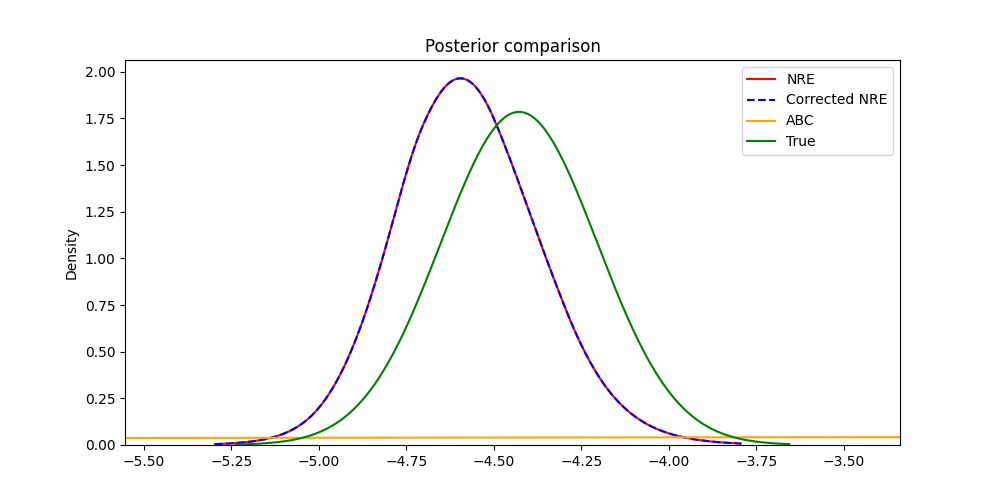 Posterior comparison
NRE
Corrected NRE
ABC
True
Density
2.00
1.75
1.50
1.25
1.00
0.75
0.50
0.25
0.00
−5.50 −5.25 −5.00 −4.75 −4.50 −4.25 −4.00 −3.75 −3.50